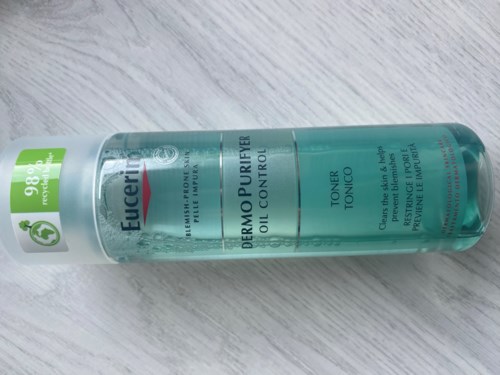 98%
recycled bottle*
Eucerin
BLEMISH-PRONE SKIN
PELLE IMPURA
DERMOPURIFYER
OIL CONTROL
TONER
TONICO
Clears the skin & helps
prevent blemishes
RESTRINGE I PORI E
PREVIENE LE IMPURITÀ